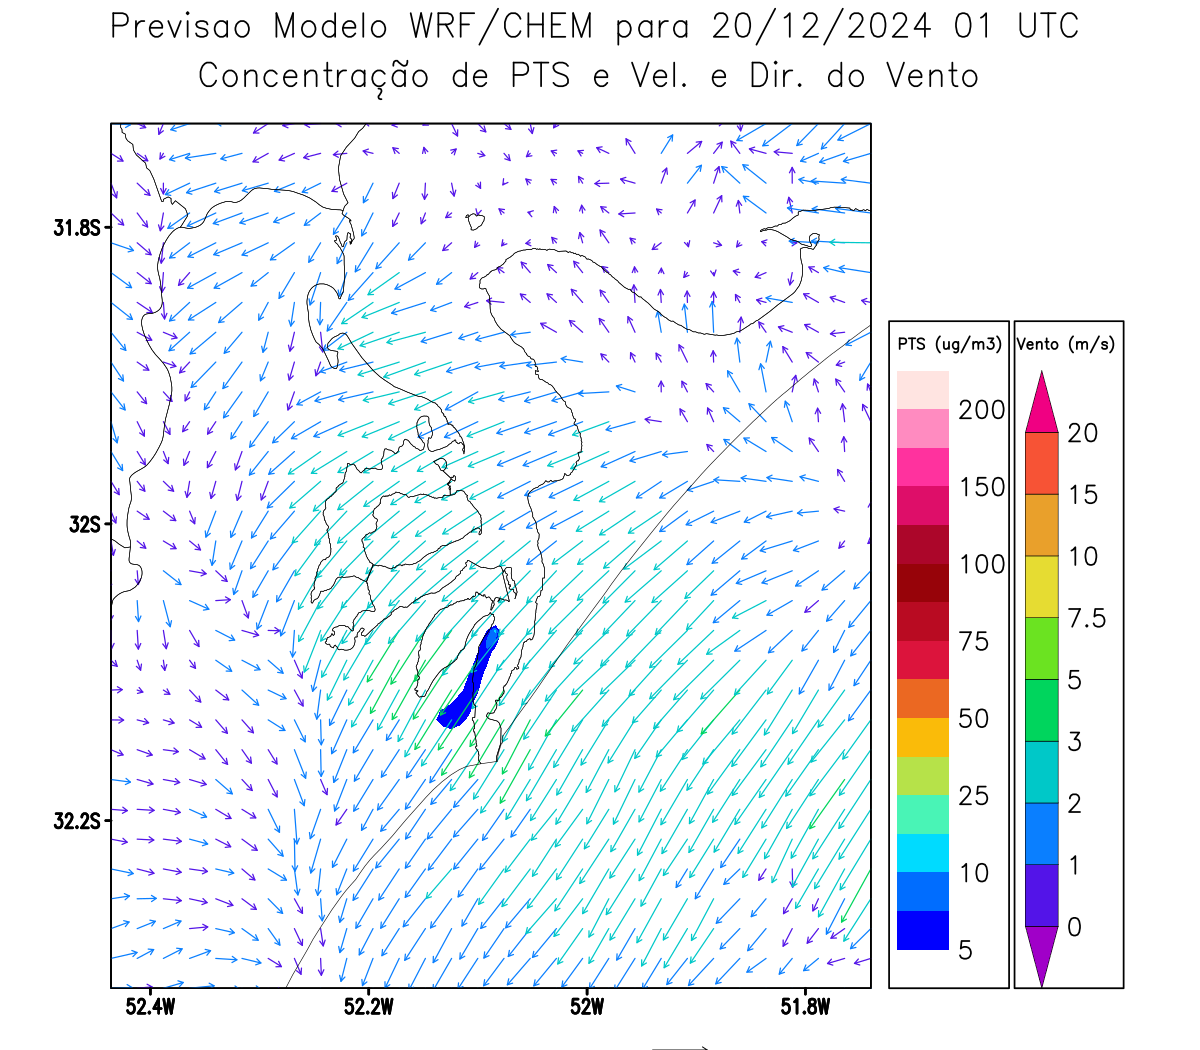 Previsao Modelo WRF/CHEM para 20/12/2024 01 UTC
Concentração de PTS e Vel. e Dir. do Vento
31.8S
32S
32.2S
52.4W
52.2W
52W
51.8W
PTS (ug/m3)
200
150
100
75
50
25
10
5
Vento (m/s)
20
15
10
7.5
5
3
2
1
0